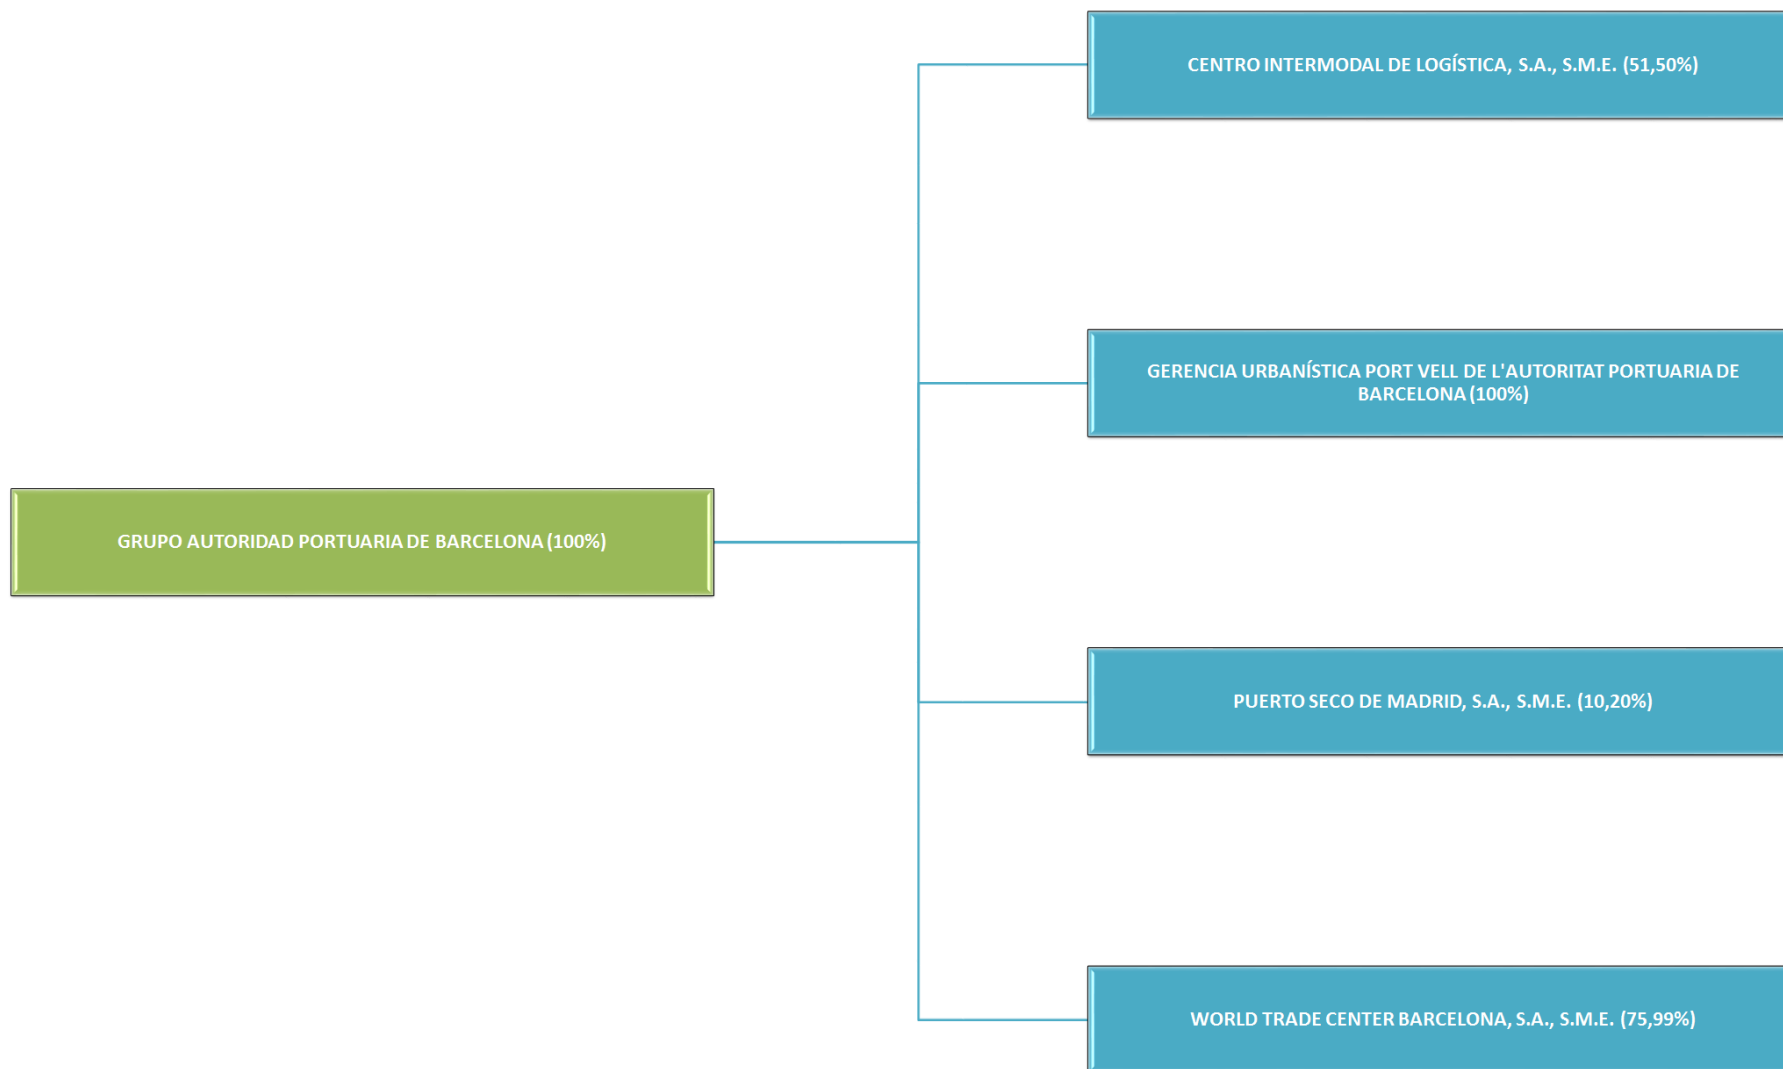 CENTRO INTERMODAL DE LOGÍSTICA, S.A., S.M.E. (51,50%)
GERENCIA URBANÍSTICA PORT VELL DE L'AUTORITAT PORTUARIA DE
BARCELONA (100%)
GRUPO AUTORIDAD PORTUARIA DE BARCELONA (100%)
PUERTO SECO DE MADRID, S.A., S.M.E. (10,20%)
WORLD TRADE CENTER BARCELONA, S.A., S.M.E. (75,99%)